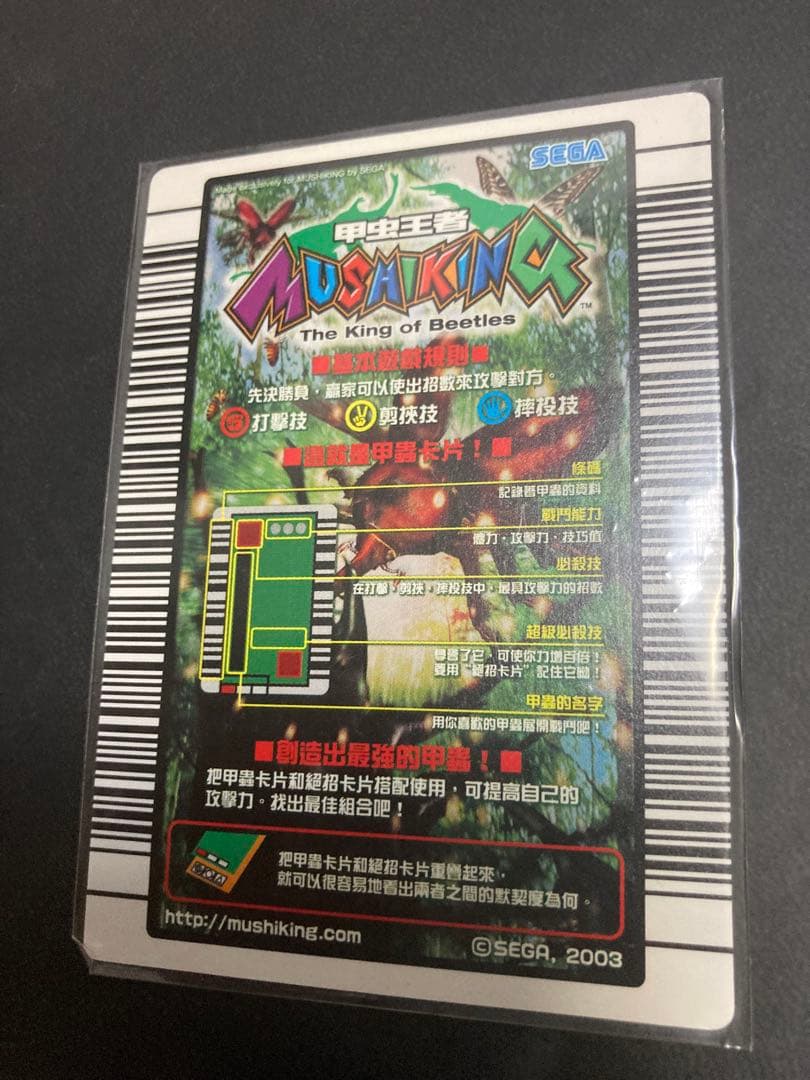 SEGA
Made exclusively for MUSHIKING by SEGA
甲虫王者
MUSHIKING™
The King of Beetles
■基本遊戲規則■
先決勝負，贏家可以使出招數來攻擊對方。
打擊技 剪挾技 摔投技
■這就是甲蟲卡片！■
條碼
記錄著甲蟲的資料
戰鬥能力
體力・攻擊力・技巧值
必殺技
在打擊、剪挾、摔投技中，最具攻擊力的招數
超級必殺技
學會了它，可使你力增百倍！
要用“絕招卡片”記住它呦！
甲蟲的名字
用你喜歡的甲蟲展開戰鬥吧！
■創造出最強的甲蟲！■
把甲蟲卡片和絕招卡片搭配使用，可提高自己的
攻擊力。找出最佳組合吧！
把甲蟲卡片和絕招卡片重疊起來，
就可以很容易地看出兩者之間的默契度為何。
http://mushiking.com
©SEGA, 2003